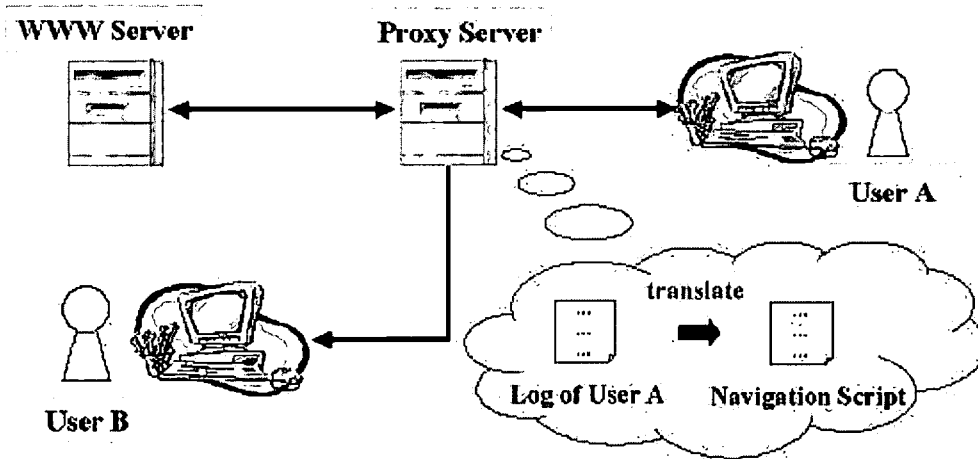 WWW Server
Proxy Server
User A
translate
Log of User A
Navigation Script
User B